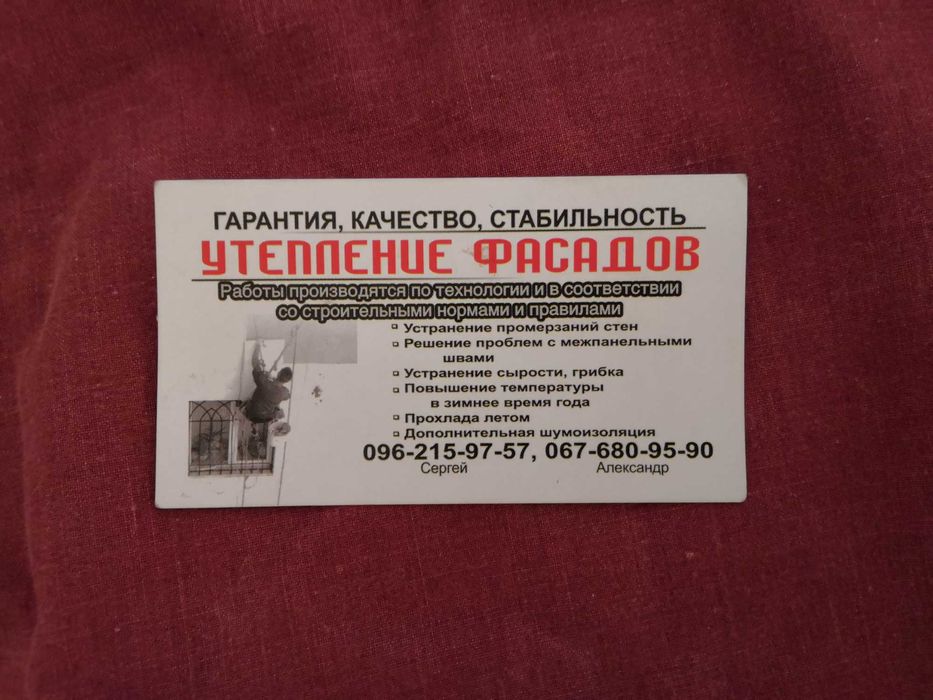 ГАРАНТИЯ, КАЧЕСТВО, СТАБИЛЬНОСТЬ
УТЕПЛЕНИЕ ФАСАДОВ
Работы производятся по технологии и в соответствии
со строительными нормами и правилами
Устранение промерзаний стен
Решение проблем с межпанельными
швами
Устранение сырости, грибка
Повышение температуры
в зимнее время года
Прохлада летом
Дополнительная шумоизоляция
096-215-97-57, 067-680-95-90
Сергей Александр